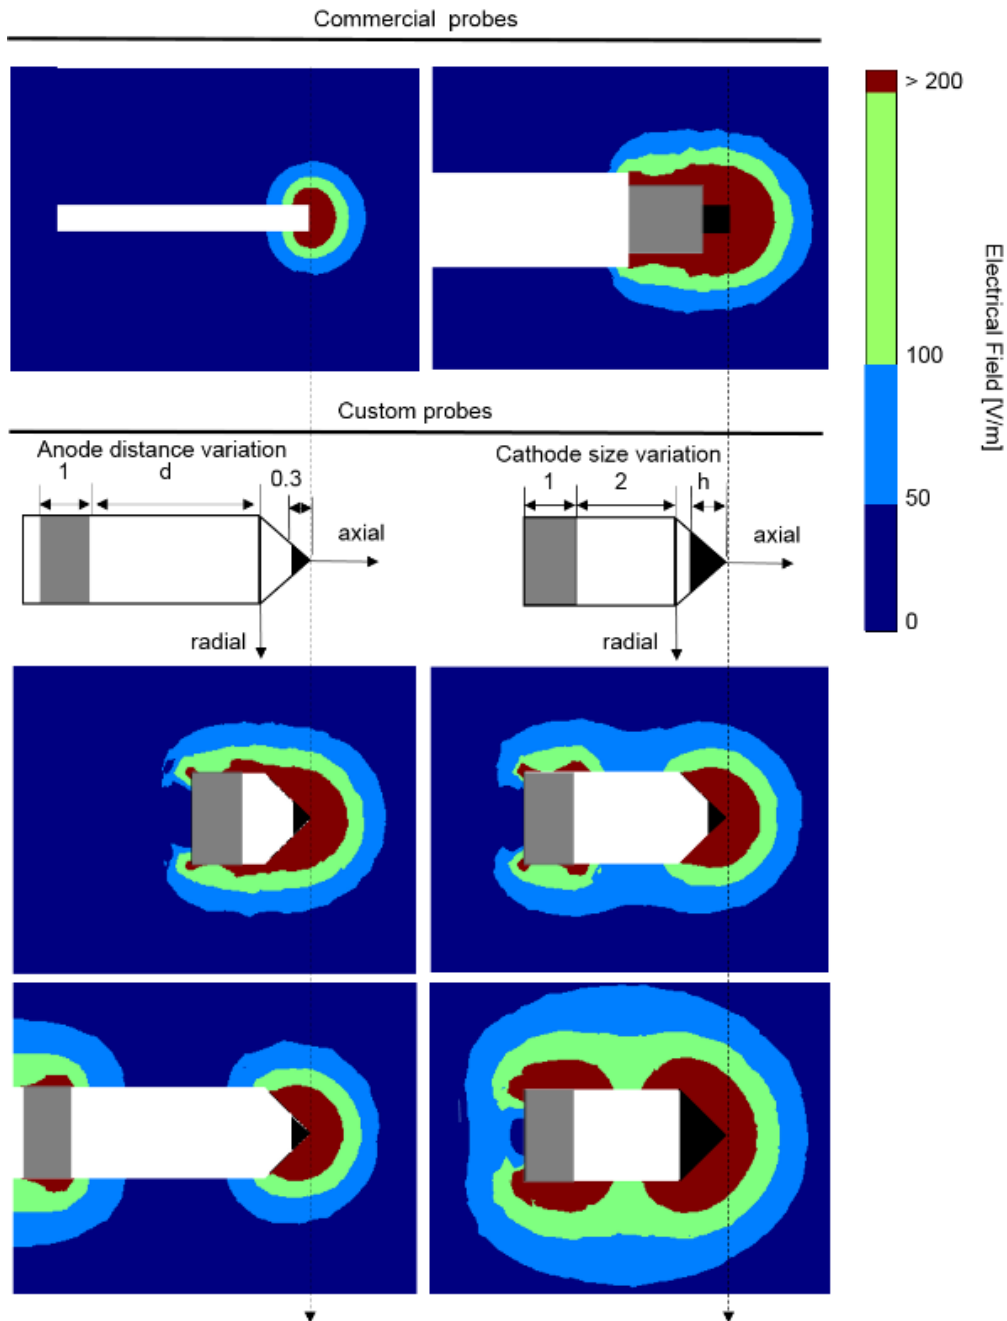 Commercial probes
> 200
100
50
0
Electrical Field [V/m]
Custom probes
Anode distance variation
1
d
0.3
axial
radial
Cathode size variation
1
2
h
axial
radial